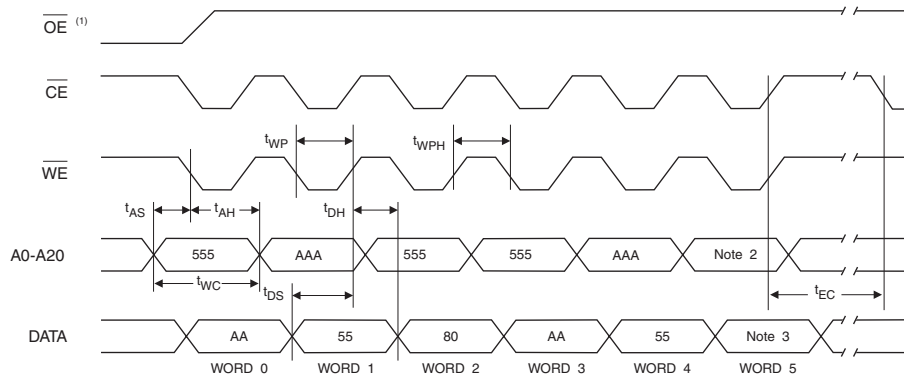 OE (1)
CE
tWP
tWPH
WE
tAS
tAH
tDH
A0-A20
555
AAA
555
555
AAA
Note 2
tWC
tDS
tEC
DATA
AA
55
80
AA
55
Note 3
WORD 0
WORD 1
WORD 2
WORD 3
WORD 4
WORD 5